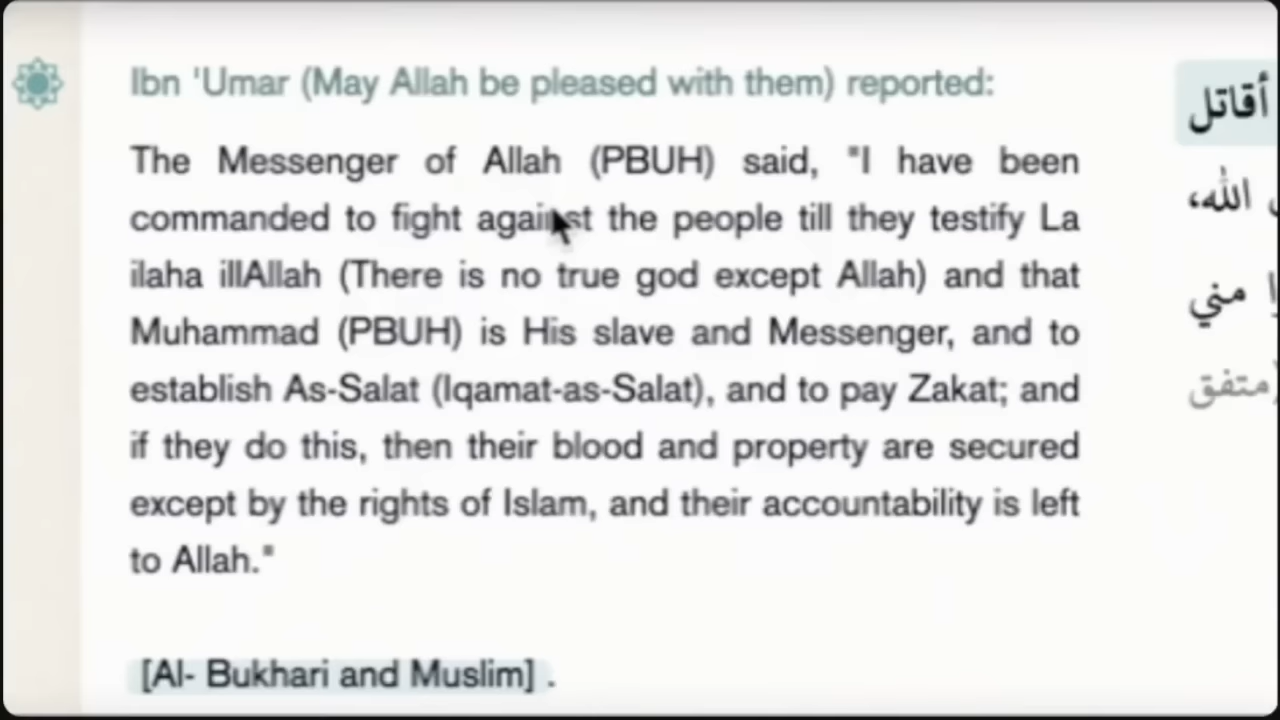 Ibn 'Umar (May Allah be pleased with them) reported:
The Messenger of Allah (PBUH) said, "I have been
commanded to fight against the people till they testify La
ilaha illAllah (There is no true god except Allah) and that
Muhammad (PBUH) is His slave and Messenger, and to
establish As-Salat (Iqamat-as-Salat), and to pay Zakat; and
if they do this, then their blood and property are secured
except by the rights of Islam, and their accountability is left
to Allah."
[Al- Bukhari and Muslim] .
أقاتل
الله،
مني
متفق